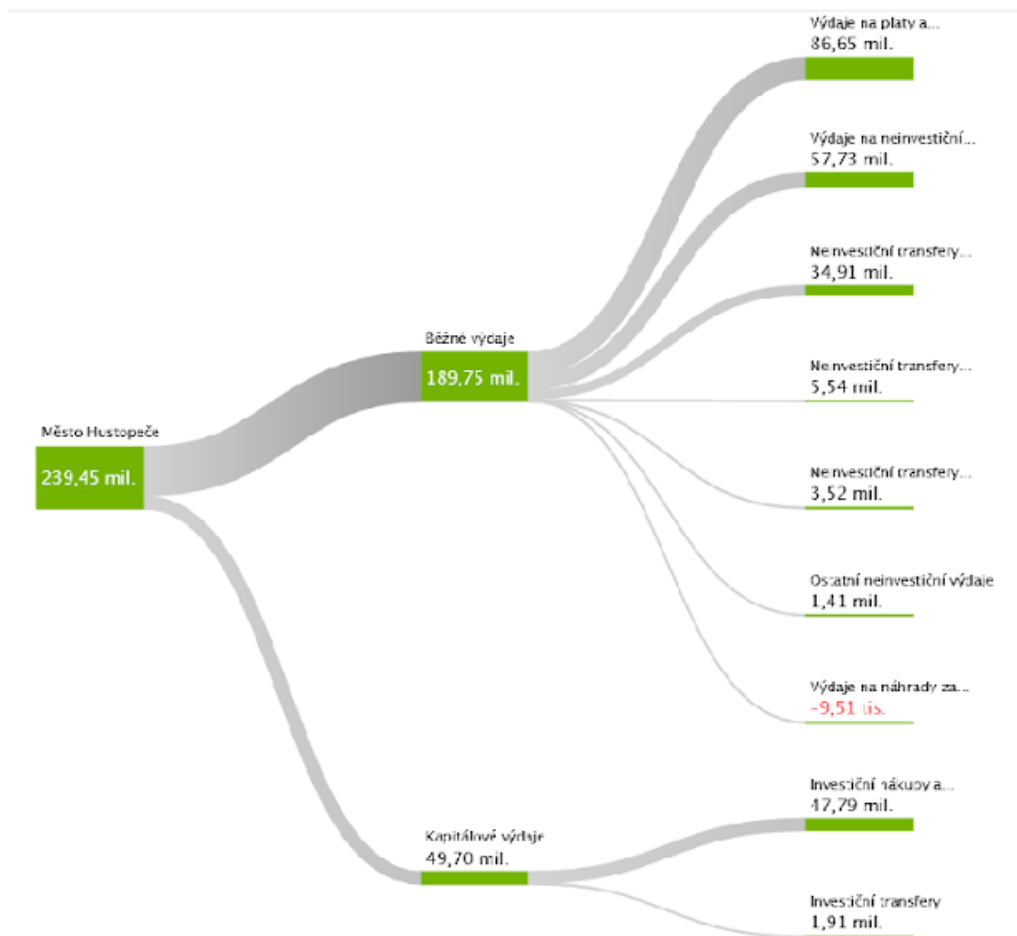 Město Hustopeče
239,45 mil.
Běžné výdaje
189,75 mil.
Výdaje na platy a...
86,65 mil.
Výdaje na neinvestiční...
57,73 mil.
Neinvestiční transfery...
34,91 mil.
Neinvestiční transfery...
5,54 mil.
Neinvestiční transfery...
3,52 mil.
Ostatní neinvestiční výdaje
1,41 mil.
Výdaje na náhrady za...
-9,51 tis.
Kapitálové výdaje
49,70 mil.
Investiční nákupy a...
47,79 mil.
Investiční transfery
1,91 mil.